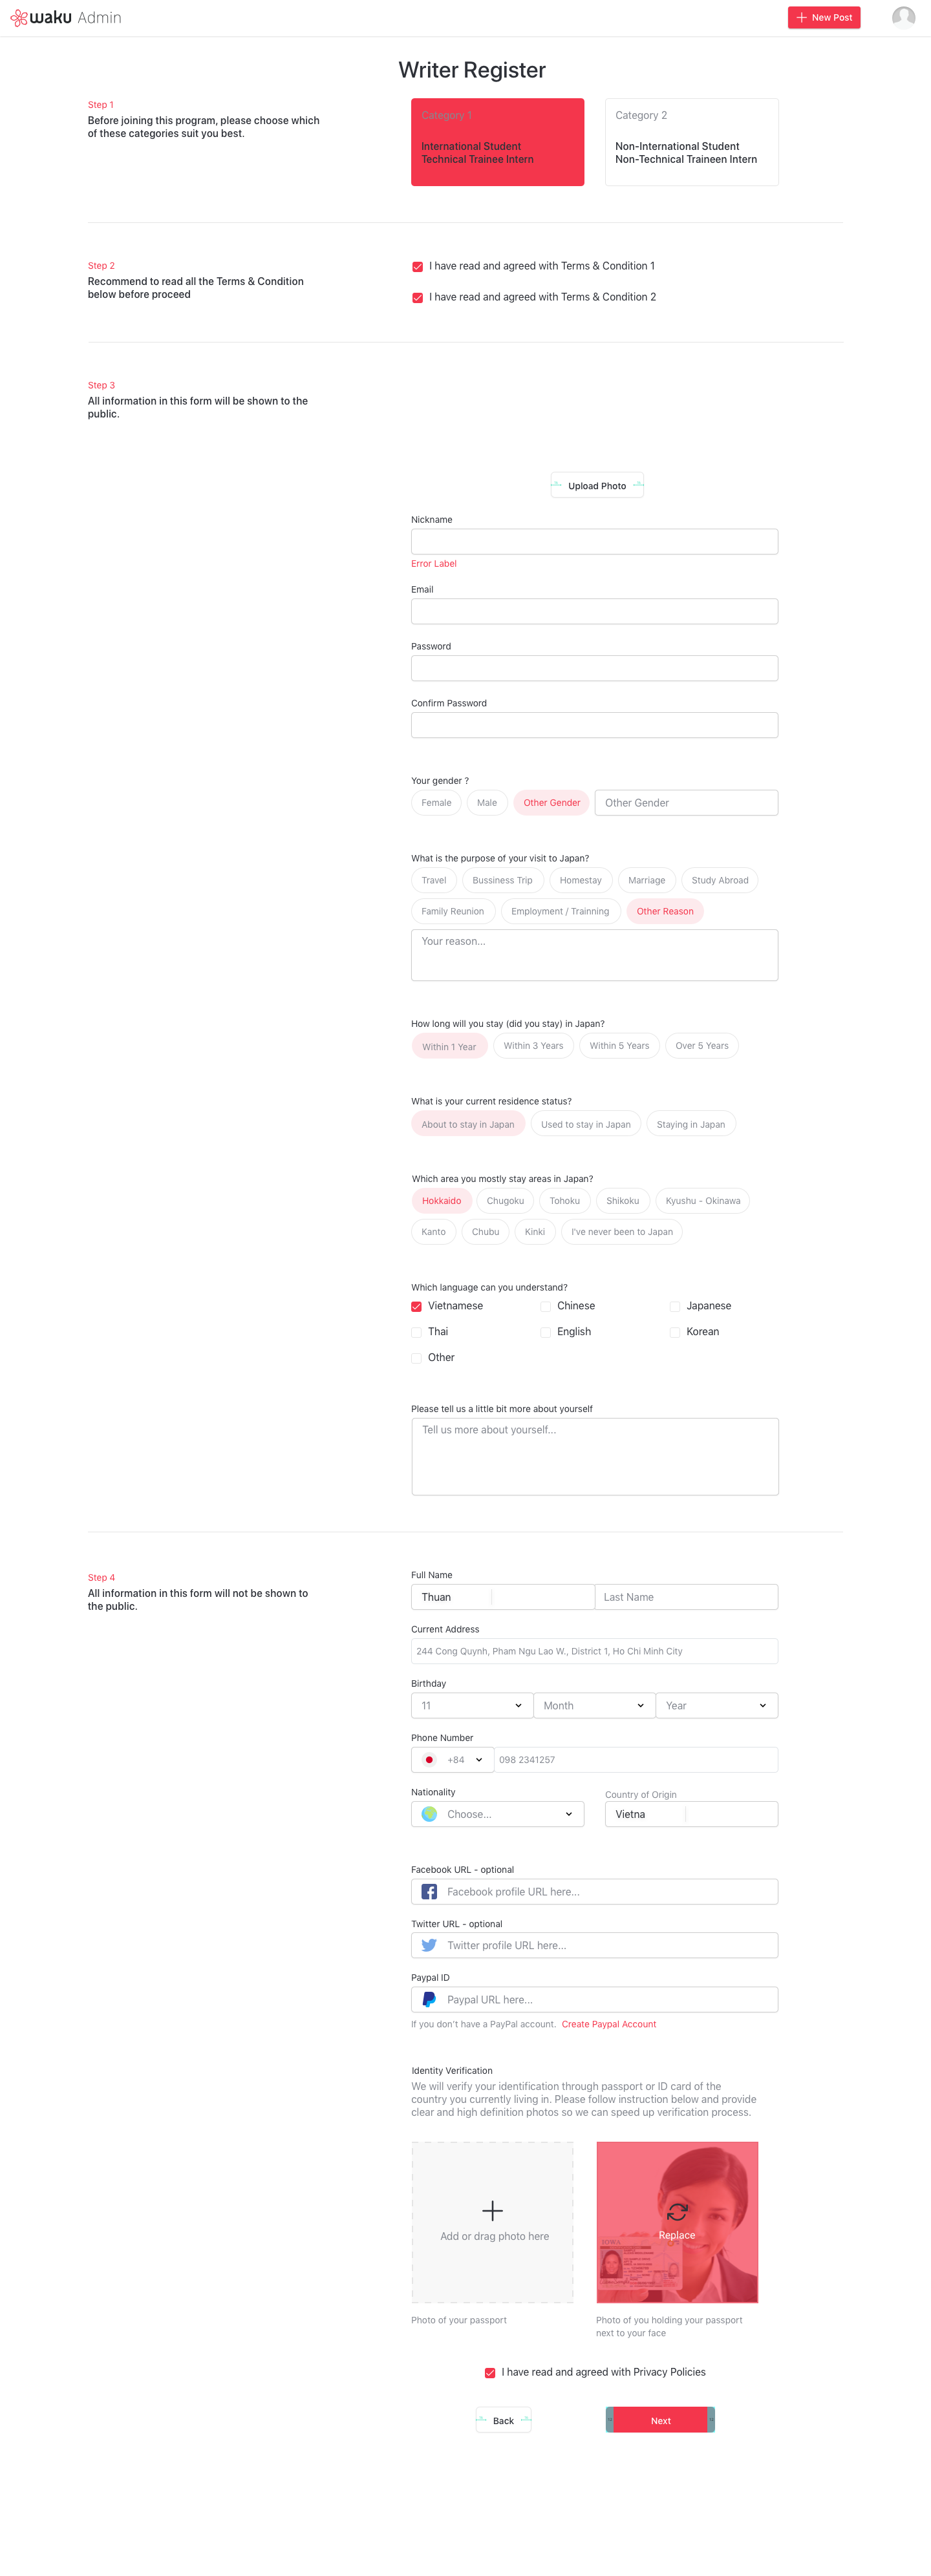 waku Admin
New Post
Writer Register
Step 1
Before joining this program, please choose which
of these categories suit you best.
Category 1
International Student
Technical Trainee Intern
Category 2
Non-International Student
Non-Technical Traineen Intern
Step 2
Recommend to read all the Terms & Condition
below before proceed
I have read and agreed with Terms & Condition 1
I have read and agreed with Terms & Condition 2
Step 3
All information in this form will be shown to the
public.
Upload Photo
Nickname
Error Label
Email
Password
Confirm Password
Your gender ?
Female
Male
Other Gender
Other Gender
What is the purpose of your visit to Japan?
Travel
Bussiness Trip
Homestay
Marriage
Study Abroad
Family Reunion
Employment / Trainning
Other Reason
Your reason...
How long will you stay (did you stay) in Japan?
Within 1 Year
Within 3 Years
Within 5 Years
Over 5 Years
What is your current residence status?
About to stay in Japan
Used to stay in Japan
Staying in Japan
Which area you mostly stay areas in Japan?
Hokkaido
Chugoku
Tohoku
Shikoku
Kyushu - Okinawa
Kanto
Chubu
Kinki
I've never been to Japan
Which language can you understand?
Vietnamese
Chinese
Japanese
Thai
English
Korean
Other
Please tell us a little bit more about yourself
Tell us more about yourself...
Step 4
All information in this form will not be shown to
the public.
Full Name
Thuan
Last Name
Current Address
244 Cong Quynh, Pham Ngu Lao W., District 1, Ho Chi Minh City
Birthday
11
Month
Year
Phone Number
+84
098 2341257
Nationality
Choose...
Country of Origin
Vietna
Facebook URL - optional
Facebook profile URL here...
Twitter URL - optional
Twitter profile URL here...
Paypal ID
Paypal URL here...
If you don't have a PayPal account. Create Paypal Account
Identity Verification
We will verify your identification through passport or ID card of the
country you currently living in. Please follow instruction below and provide
clear and high definition photos so we can speed up verification process.
Add or drag photo here
Replace
Photo of your passport
Photo of you holding your passport
next to your face
I have read and agreed with Privacy Policies
Back
Next